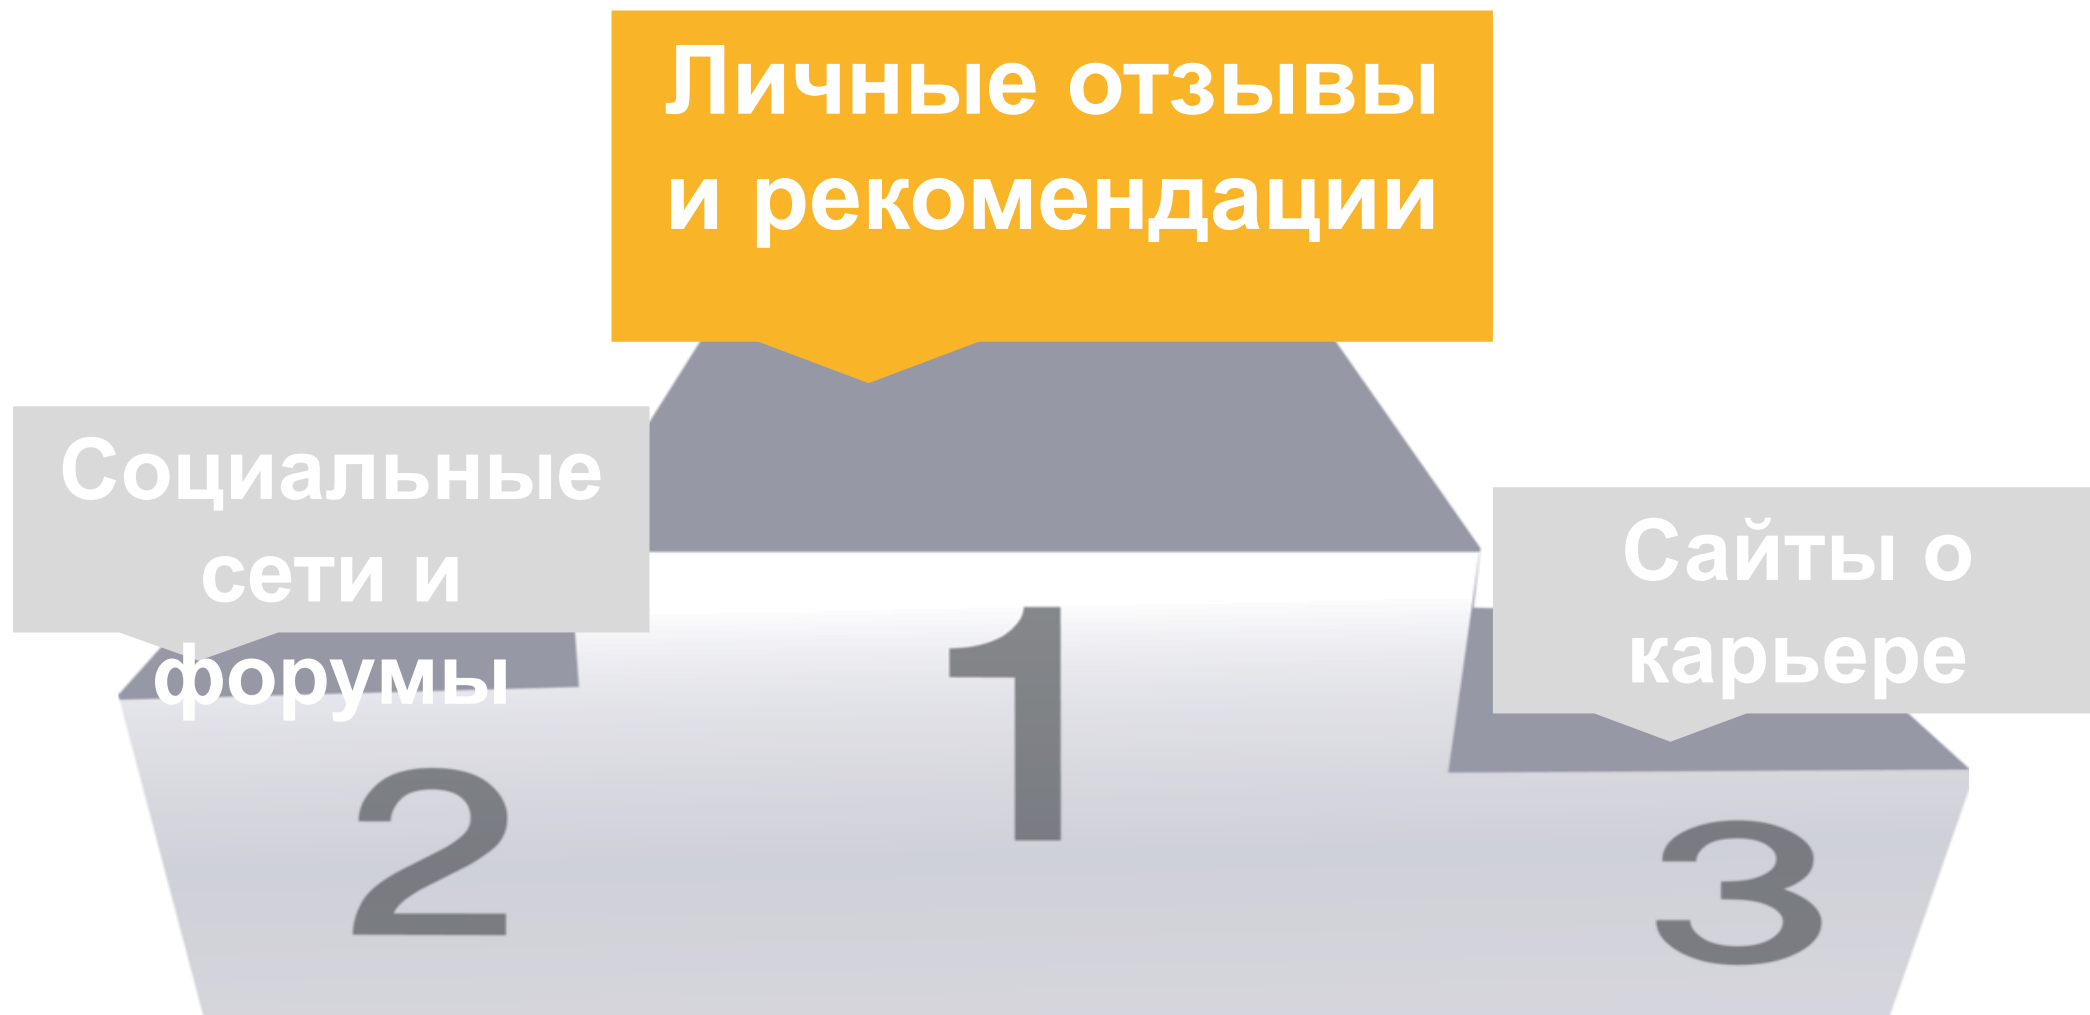 Личные отзывы
и рекомендации
Социальные
сети и
форумы
Сайты о
карьере
1
2
3